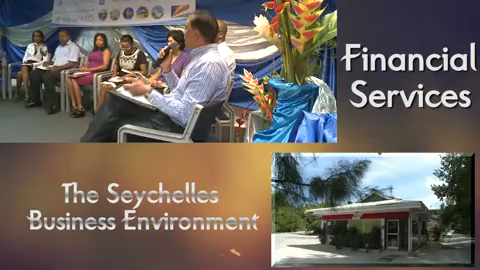 Financial
Services
The Seychelles
Business Environment